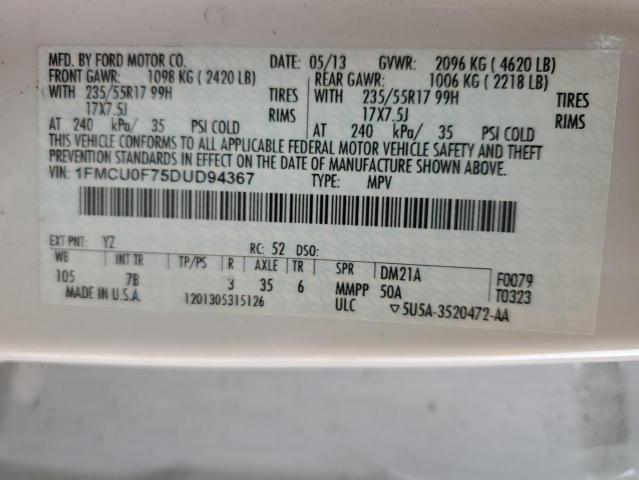 MFD. BY FORD MOTOR CO. DATE: 05/13 GVWR: 2096 KG (4620 LB)
FRONT GAWR: 1098 KG (2420 LB) REAR GAWR: 1006 KG (2218 LB)
WITH 235/55R17 99H TIRES WITH 235/55R17 99H TIRES
17X7.5J RIMS 17X7.5J RIMS
AT 240 kPa/ 35 PSI COLD AT 240 kPa/ 35 PSI COLD
THIS VEHICLE CONFORMS TO ALL APPLICABLE FEDERAL MOTOR VEHICLE SAFETY AND THEFT
PREVENTION STANDARDS IN EFFECT ON THE DATE OF MANUFACTURE SHOWN ABOVE.
VIN: 1FMCU0F75DUD94367 TYPE: MPV
EXT PNT: YZ RC: 52 DSO:
WB INT TR TP/PS R AXLE TR SPR DM21A F0079
105 7B 3 35 6 MMPP 50A T0323
MADE IN U.S.A. 1201305315126 ULC ▽5U5A-3520472-AA